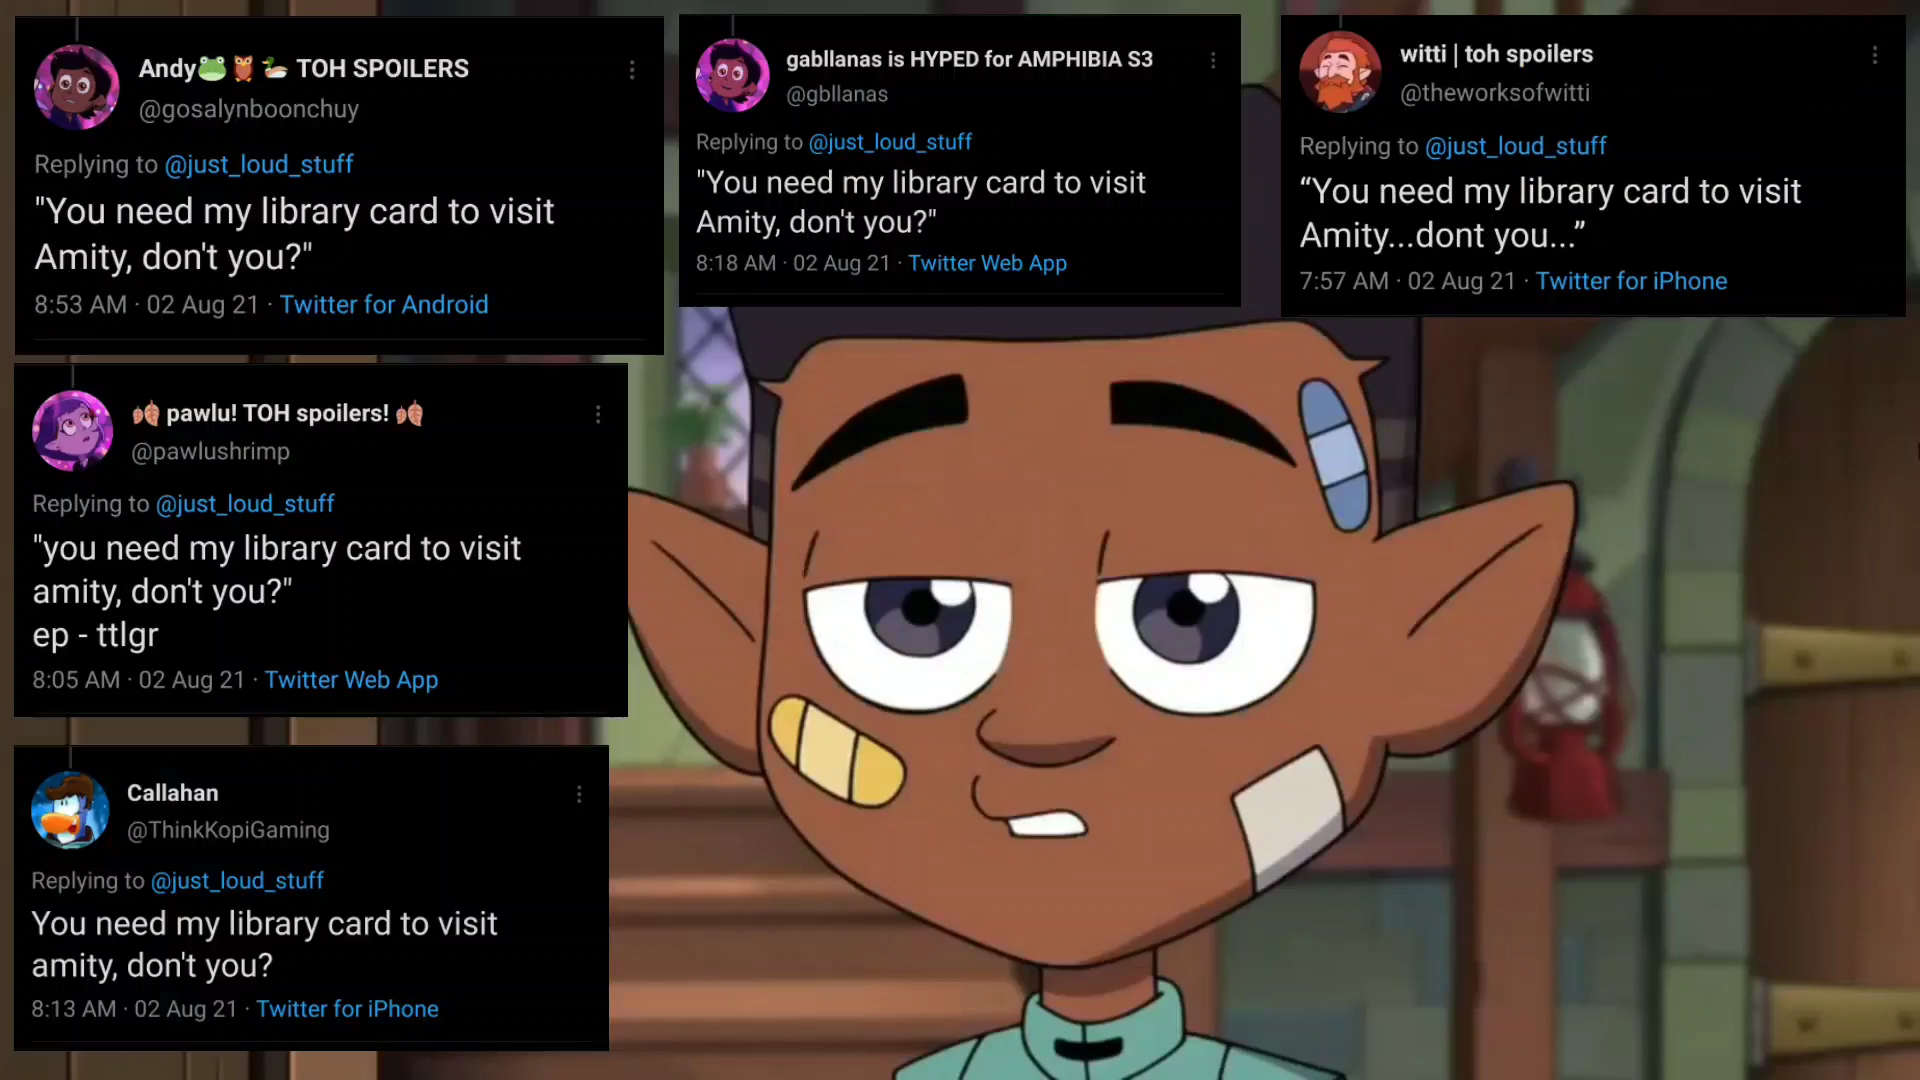 Andy🐸🦉🦆 TOH SPOILERS
@gosalynboonchuy
Replying to @just_loud_stuff
"You need my library card to visit
Amity, don't you?"
8:53 AM · 02 Aug 21 · Twitter for Android
gabllanas is HYPED for AMPHIBIA S3
@gbllanas
Replying to @just_loud_stuff
"You need my library card to visit
Amity, don't you?"
8:18 AM · 02 Aug 21 · Twitter Web App
witti | toh spoilers
@theworksofwitti
Replying to @just_loud_stuff
“You need my library card to visit
Amity...dont you...”
7:57 AM · 02 Aug 21 · Twitter for iPhone
🍂 pawlu! TOH spoilers! 🍂
@pawlushrimp
Replying to @just_loud_stuff
"you need my library card to visit
amity, don't you?"
ep - ttlgr
8:05 AM · 02 Aug 21 · Twitter Web App
Callahan
@ThinkKopiGaming
Replying to @just_loud_stuff
You need my library card to visit
amity, don't you?
8:13 AM · 02 Aug 21 · Twitter for iPhone